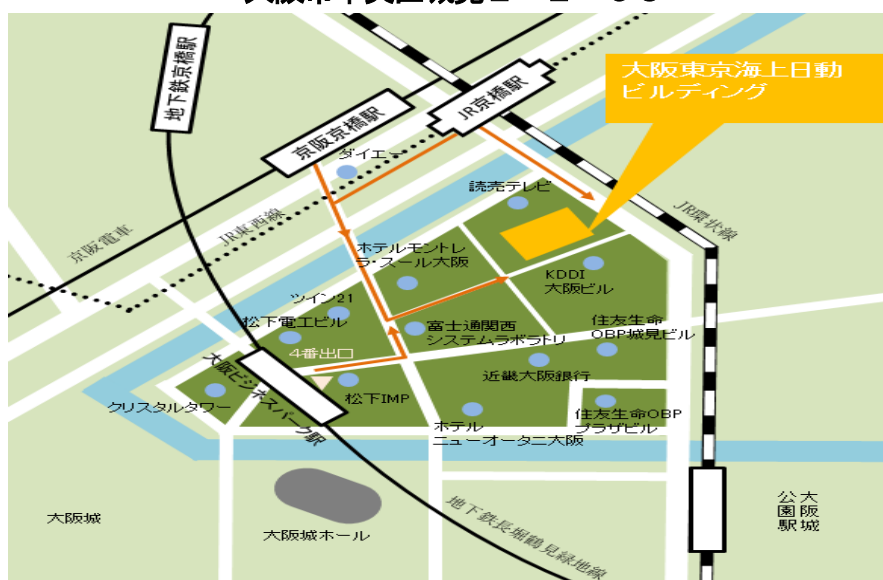 地下鉄京橋駅
京阪京橋駅
JR京橋駅
大阪東京海上日動
ビルディング
ダイエー
読売テレビ
京阪電車
JR東西線
JR環状線
ホテルモントレ
ラ・スール大阪
KDDI
大阪ビル
ツイン21
松下電工ビル
富士通関西
システムラボラトリ
住友生命
OBP城見ビル
4番出口
大阪ビジネスパーク駅
近畿大阪銀行
クリスタルタワー
松下IMP
ホテル
ニューオータニ大阪
住友生命OBP
プラザビル
大阪城
大阪城ホール
地下鉄長堀鶴見緑地線
大阪城
公園駅